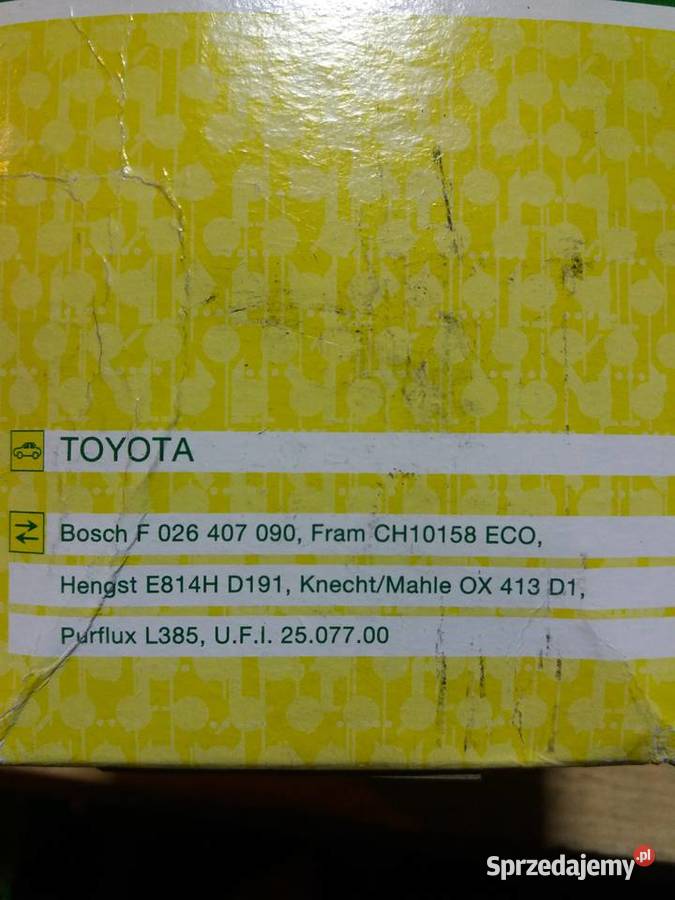 TOYOTA
Bosch F 026 407 090, Fram CH10158 ECO,
Hengst E814H D191, Knecht/Mahle OX 413 D1,
Purflux L385, U.F.I. 25.077.00
Sprzedajemy.pl